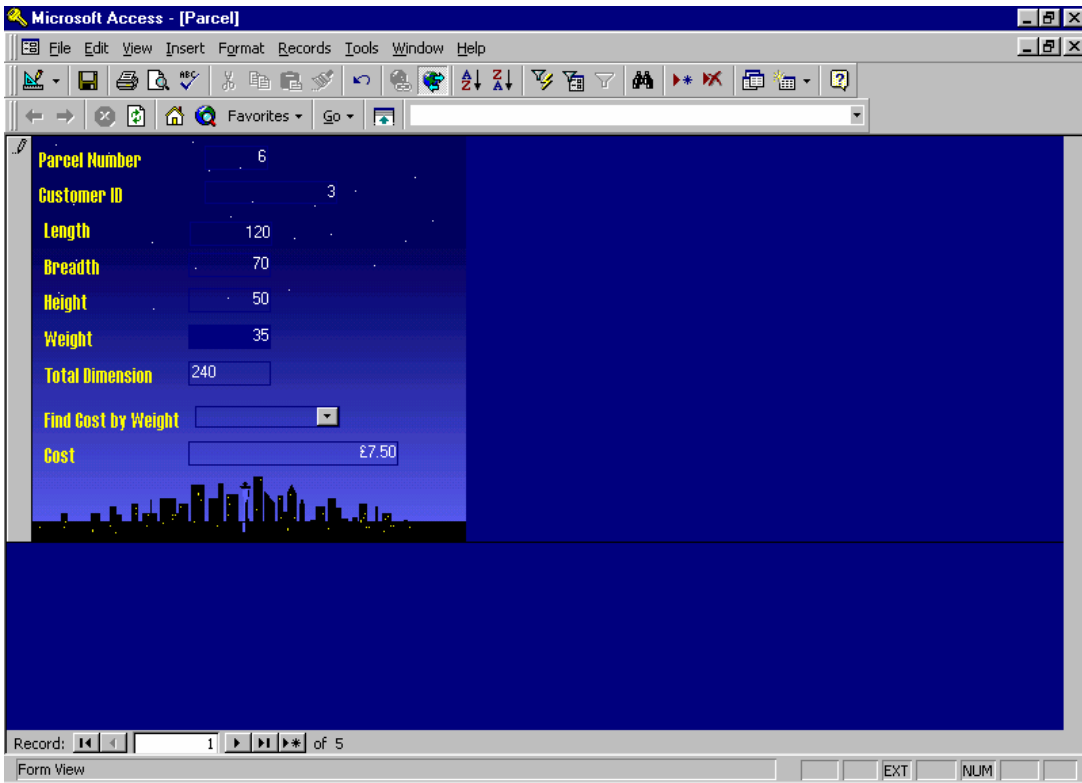 Microsoft Access - [Parcel]
File Edit View Insert Format Records Tools Window Help
ABC A Z Z A
Favorites Go
Parcel Number 6
Customer ID 3
Length 120
Breadth 70
Height 50
Weight 35
Total Dimension 240
Find Cost by Weight
Cost £7.50
Record: 1 of 5
Form View EXT NUM